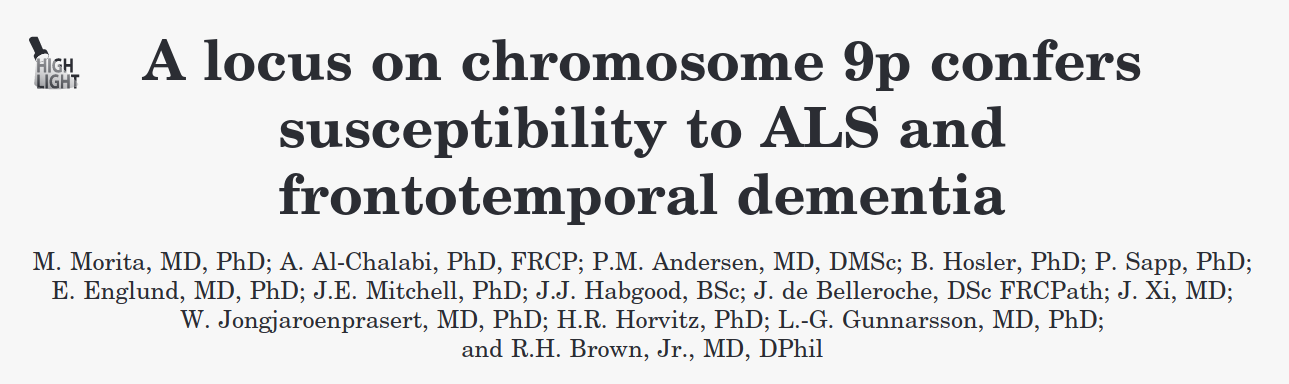 HIGH
LIGHT
A locus on chromosome 9p confers
susceptibility to ALS and
frontotemporal dementia
M. Morita, MD, PhD; A. Al-Chalabi, PhD, FRCP; P.M. Andersen, MD, DMSc; B. Hosler, PhD; P. Sapp, PhD;
E. Englund, MD, PhD; J.E. Mitchell, PhD; J.J. Habgood, BSc; J. de Belleroche, DSc FRCPath; J. Xi, MD;
W. Jongjaroenprasert, MD, PhD; H.R. Horvitz, PhD; L.-G. Gunnarsson, MD, PhD;
and R.H. Brown, Jr., MD, DPhil